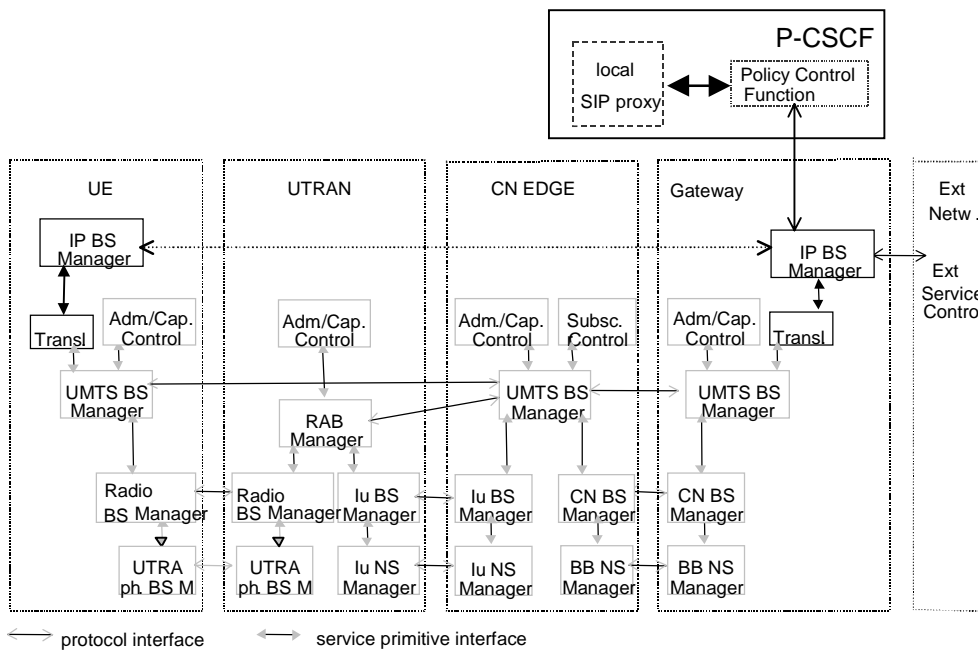 P-CSCF
local
SIP proxy
Policy Control
Function
UE
UTRAN
CN EDGE
Gateway
Ext
Netw .
IP BS
Manager
IP BS
Manager
Ext
Service
Control
Transl
Adm./Cap.
Control
Adm/Cap.
Control
Adm./Cap.
Control
Subsc.
Control
Adm/Cap.
Control
Transl.
UMTS BS
Manager
UMTS BS
Manager
UMTS BS
Manager
RAB
Manager
Radio
BS Manager
Radio
BS Manager
Iu BS
Manager
Iu BS
Manager
CN BS
Manager
CN BS
Manager
UTRA
ph. BS M
UTRA
ph. BS M
Iu NS
Manager
Iu NS
Manager
BB NS
Manager
BB NS
Manager
protocol interface
service primitive interface